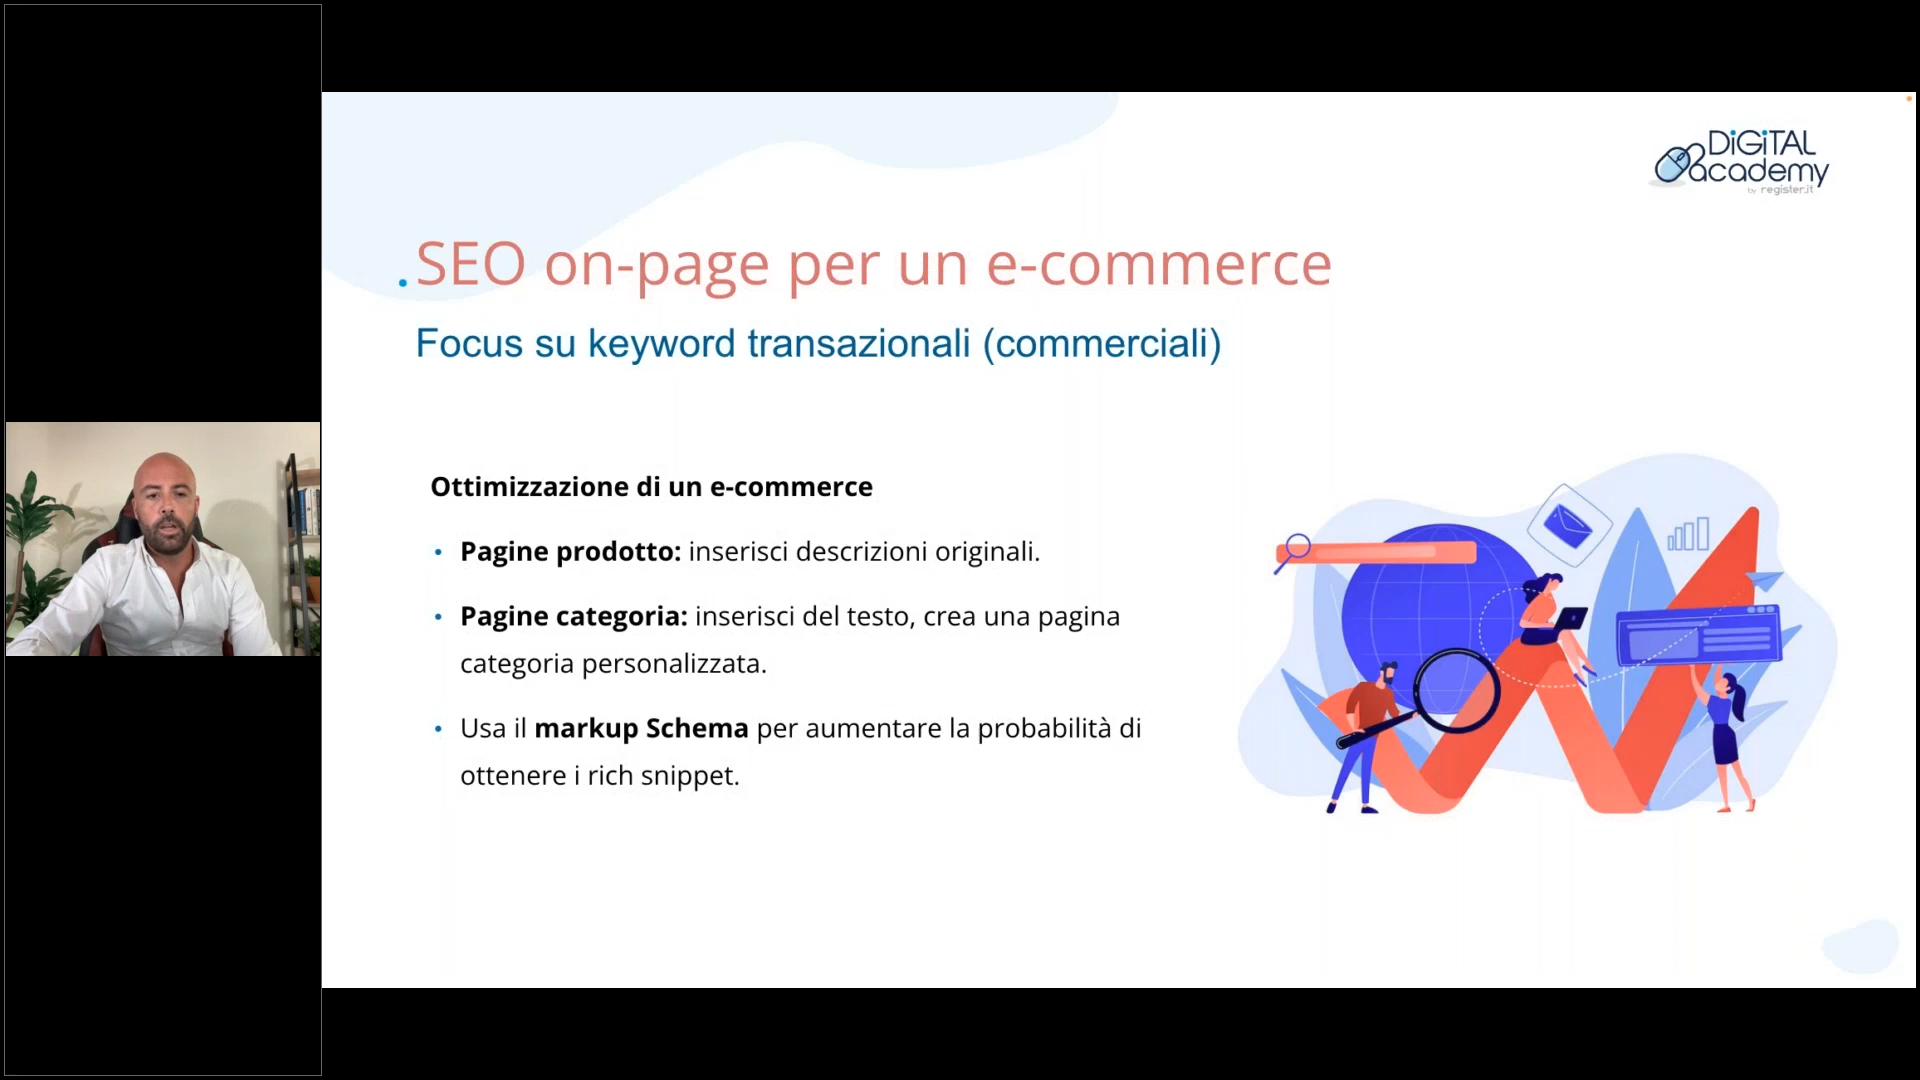 DiGiTAL
academy
by register.it
SEO on-page per un e-commerce
Focus su keyword transazionali (commerciali)
Ottimizzazione di un e-commerce
• Pagine prodotto: inserisci descrizioni originali.
• Pagine categoria: inserisci del testo, crea una pagina
categoria personalizzata.
• Usa il markup Schema per aumentare la probabilità di
ottenere i rich snippet.